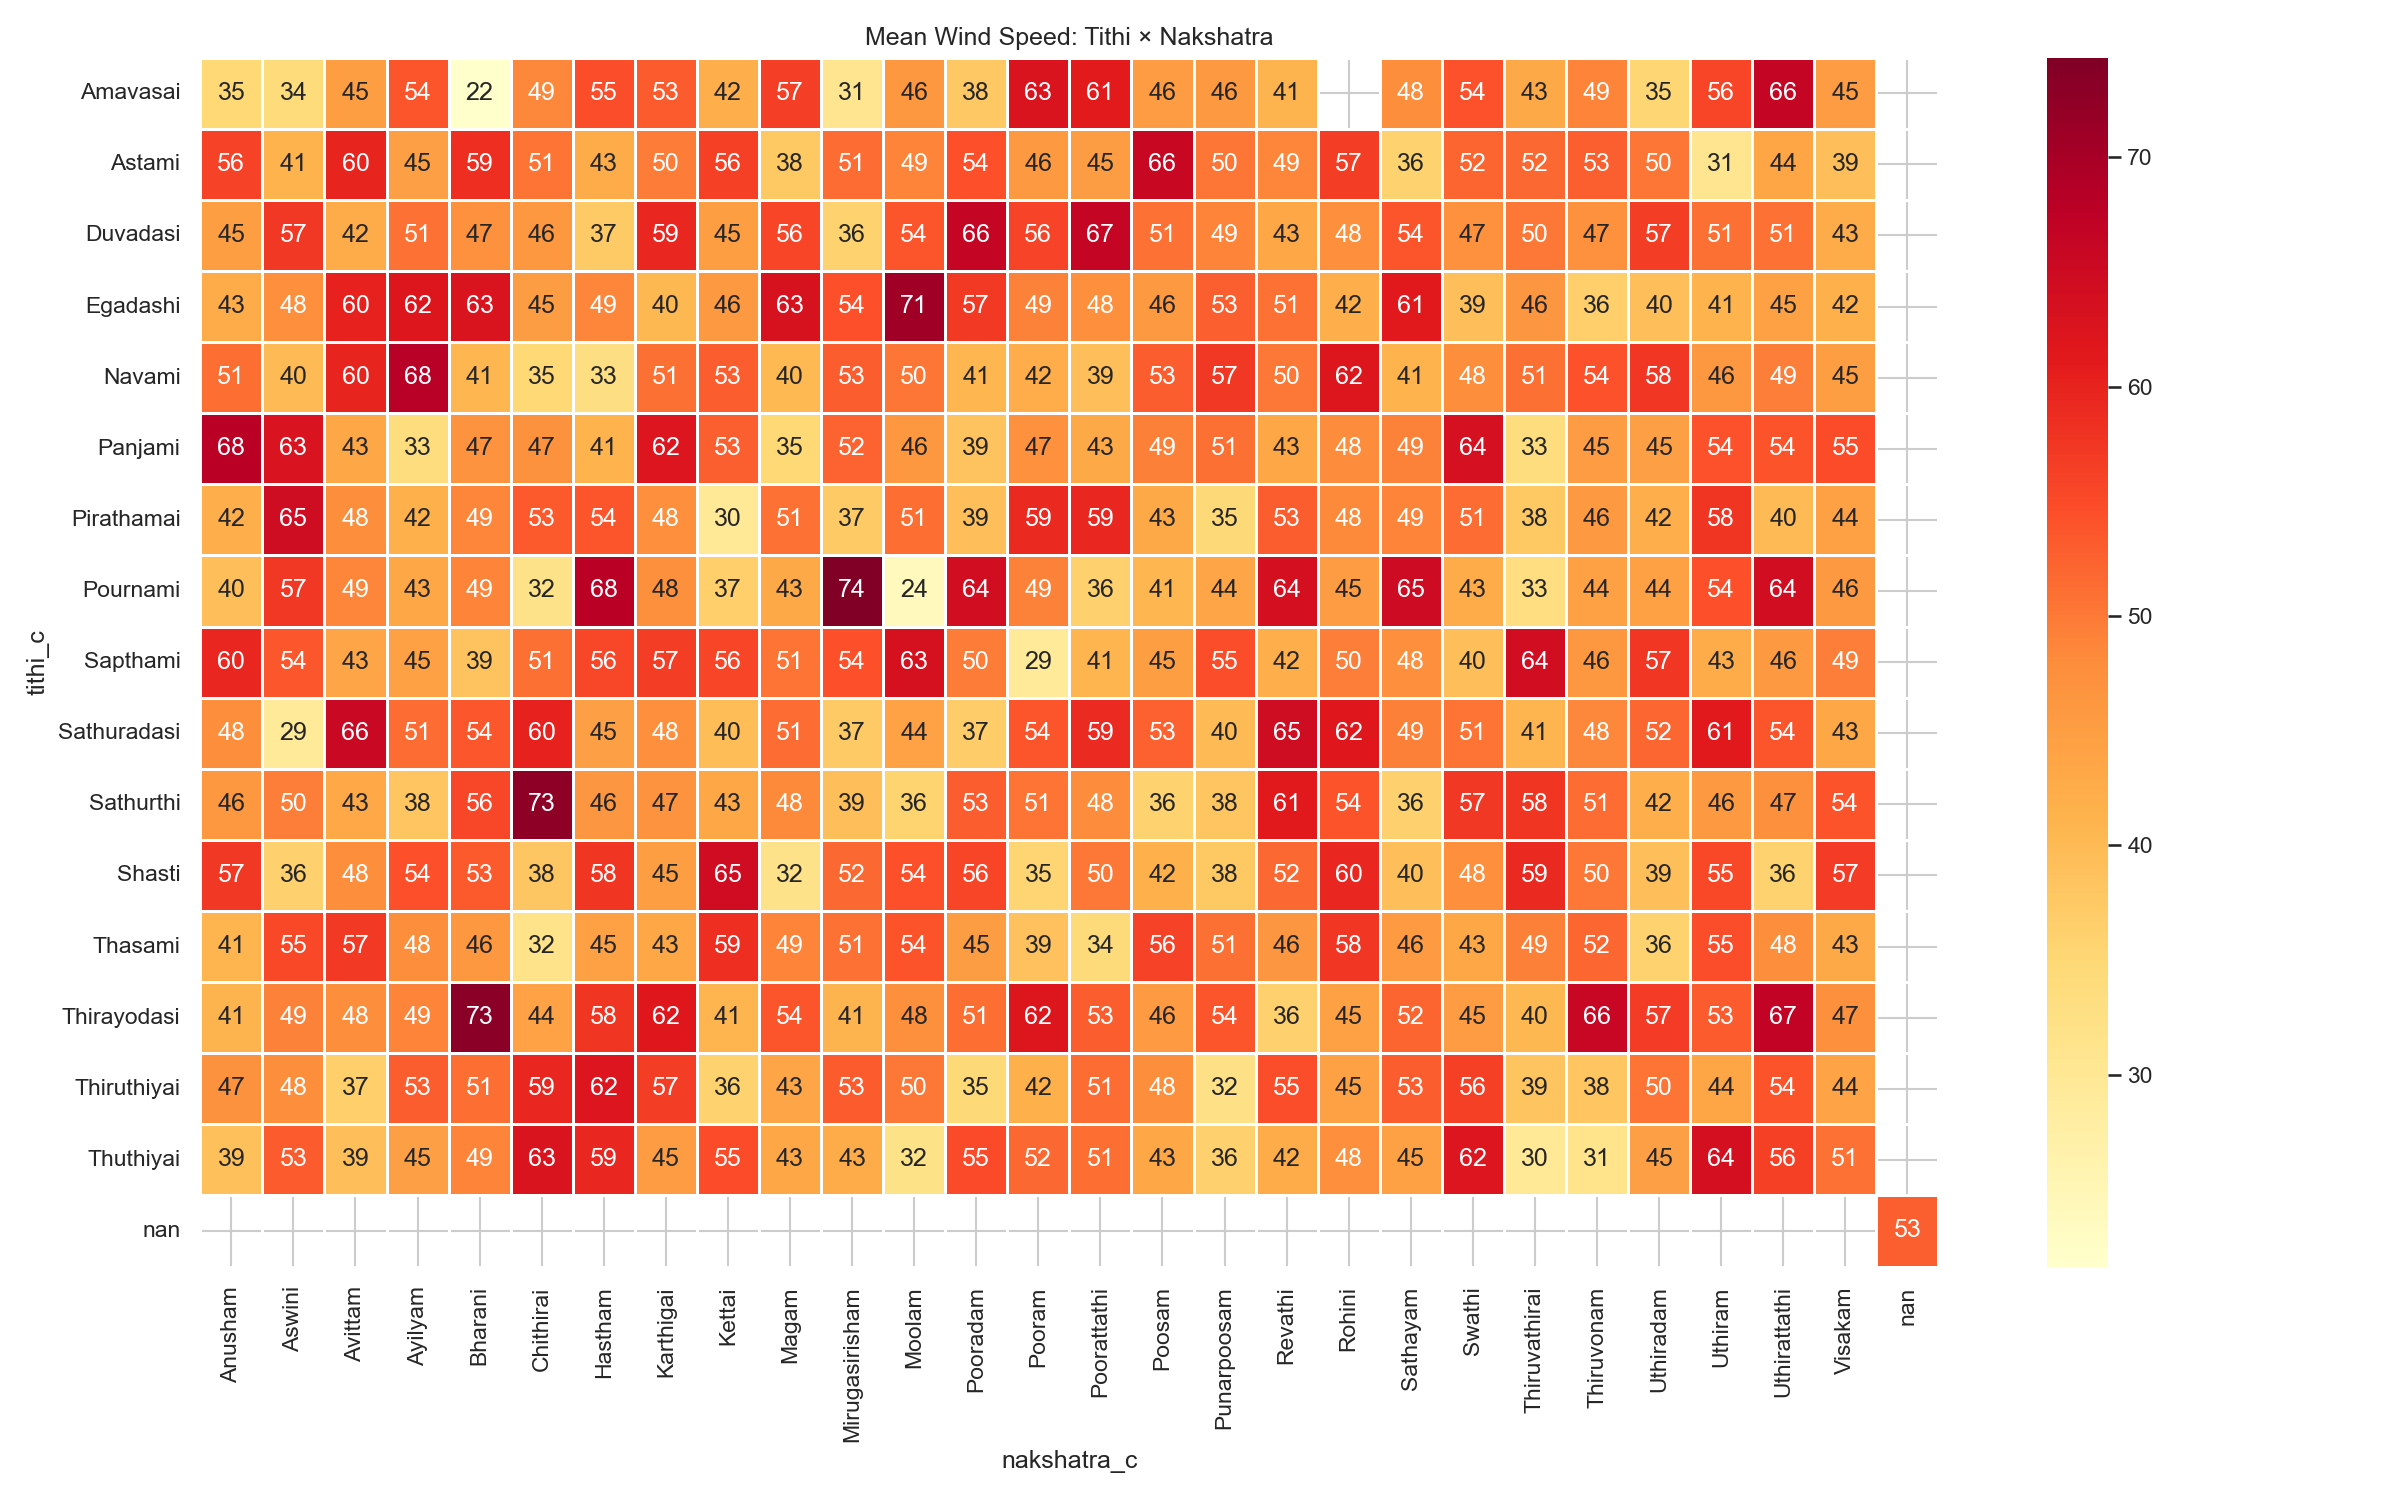 Mean Wind Speed: Tithi × Nakshatra
Amavasai 35 34 45 54 22 49 55 53 42 57 31 46 38 63 61 46 46 41 48 54 43 49 35 56 66 45
Astami 56 41 60 45 59 51 43 50 56 38 51 49 54 46 45 66 50 49 57 36 52 52 53 50 31 44 39
Duvadasi 45 57 42 51 47 46 37 59 45 56 36 54 66 56 67 51 49 43 48 54 47 50 47 57 51 51 43
Egadashi 43 48 60 62 63 45 49 40 46 63 54 71 57 49 48 46 53 51 42 61 39 46 36 40 41 45 42
Navami 51 40 60 68 41 35 33 51 53 40 53 50 41 42 39 53 57 50 62 41 48 51 54 58 46 49 45
Panjami 68 63 43 33 47 47 41 62 53 35 52 46 39 47 43 49 51 43 48 49 64 33 45 45 54 54 55
Pirathamai 42 65 48 42 49 53 54 48 30 51 37 51 39 59 59 43 35 53 48 49 51 38 46 42 58 40 44
Pournami 40 57 49 43 49 32 68 48 37 43 74 24 64 49 36 41 44 64 45 65 43 33 44 44 54 64 46
Sapthami 60 54 43 45 39 51 56 57 56 51 54 63 50 29 41 45 55 42 50 48 40 64 46 57 43 46 49
Sathuradasi 48 29 66 51 54 60 45 48 40 51 37 44 37 54 59 53 40 65 62 49 51 41 48 52 61 54 43
Sathurthi 46 50 43 38 56 73 46 47 43 48 39 36 53 51 48 36 38 61 54 36 57 58 51 42 46 47 54
Shasti 57 36 48 54 53 38 58 45 65 32 52 54 56 35 50 42 38 52 60 40 48 59 50 39 55 36 57
Thasami 41 55 57 48 46 32 45 43 59 49 51 54 45 39 34 56 51 46 58 46 43 49 52 36 55 48 43
Thirayodasi 41 49 48 49 73 44 58 62 41 54 41 48 51 62 53 46 54 36 45 52 45 40 66 57 53 67 47
Thiruthiyai 47 48 37 53 51 59 62 57 36 43 53 50 35 42 51 48 32 55 45 53 56 39 38 50 44 54 44
Thuthiyai 39 53 39 45 49 63 59 45 55 43 43 32 55 52 51 43 36 42 48 45 62 30 31 45 64 56 51
nan 53
tithi_c
Anusham Aswini Avittam Ayilyam Bharani Chithirai Hastham Karthigai Kettai Magam Mirugasirisham Moolam Pooradam Pooram Poorattathi Poosam Punarpoosam Revathi Rohini Sathayam Swathi Thiruvathirai Thiruvonam Uthiradam Uthiram Uthirattathi Visakam nan
nakshatra_c
70
60
50
40
30